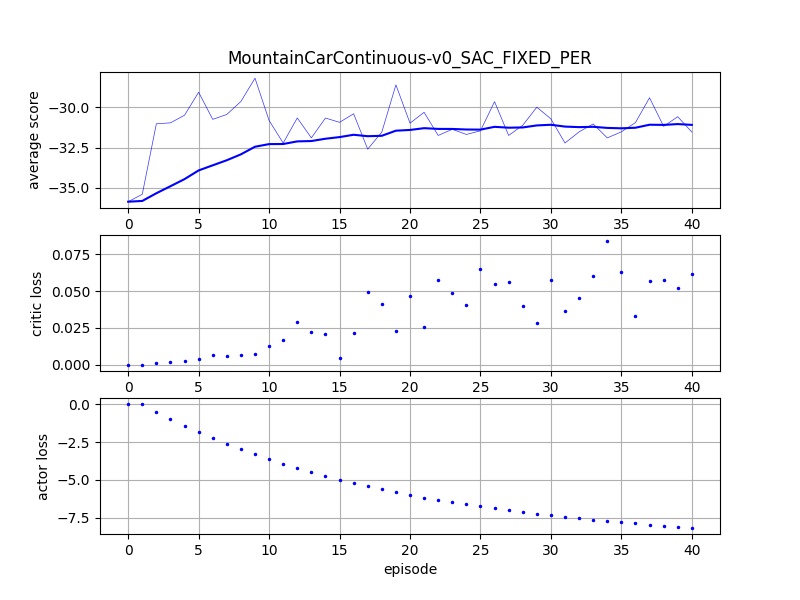 MountainCarContinuous-v0_SAC_FIXED_PER
average score
−30.0
−32.5
−35.0
0 5 10 15 20 25 30 35 40
critic loss
0.075
0.050
0.025
0.000
0 5 10 15 20 25 30 35 40
actor loss
0.0
−2.5
−5.0
−7.5
0 5 10 15 20 25 30 35 40
episode